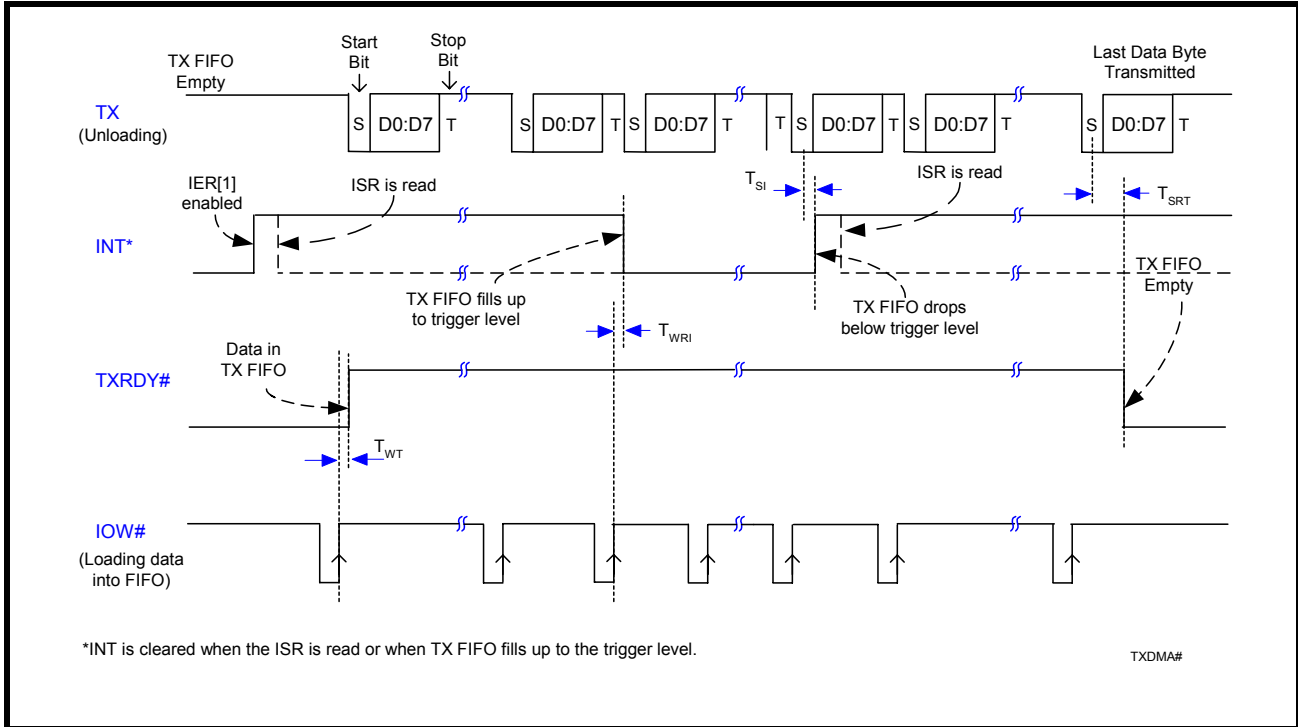 Start
Bit
Stop
Bit
TX FIFO
Empty
Last Data Byte
Transmitted
TX
(Unloading)
S D0:D7 T S D0:D7 T S D0:D7 T T S D0:D7 T S D0:D7 T S D0:D7 T
IER[1]
enabled
ISR is read
TSI
ISR is read
TSRT
INT*
TX FIFO fills up
to trigger level
TX FIFO drops
below trigger level
TX FIFO
Empty
TWRI
Data in
TX FIFO
TXRDY#
TWT
IOW#
(Loading data
into FIFO)
*INT is cleared when the ISR is read or when TX FIFO fills up to the trigger level.
TXDMA#